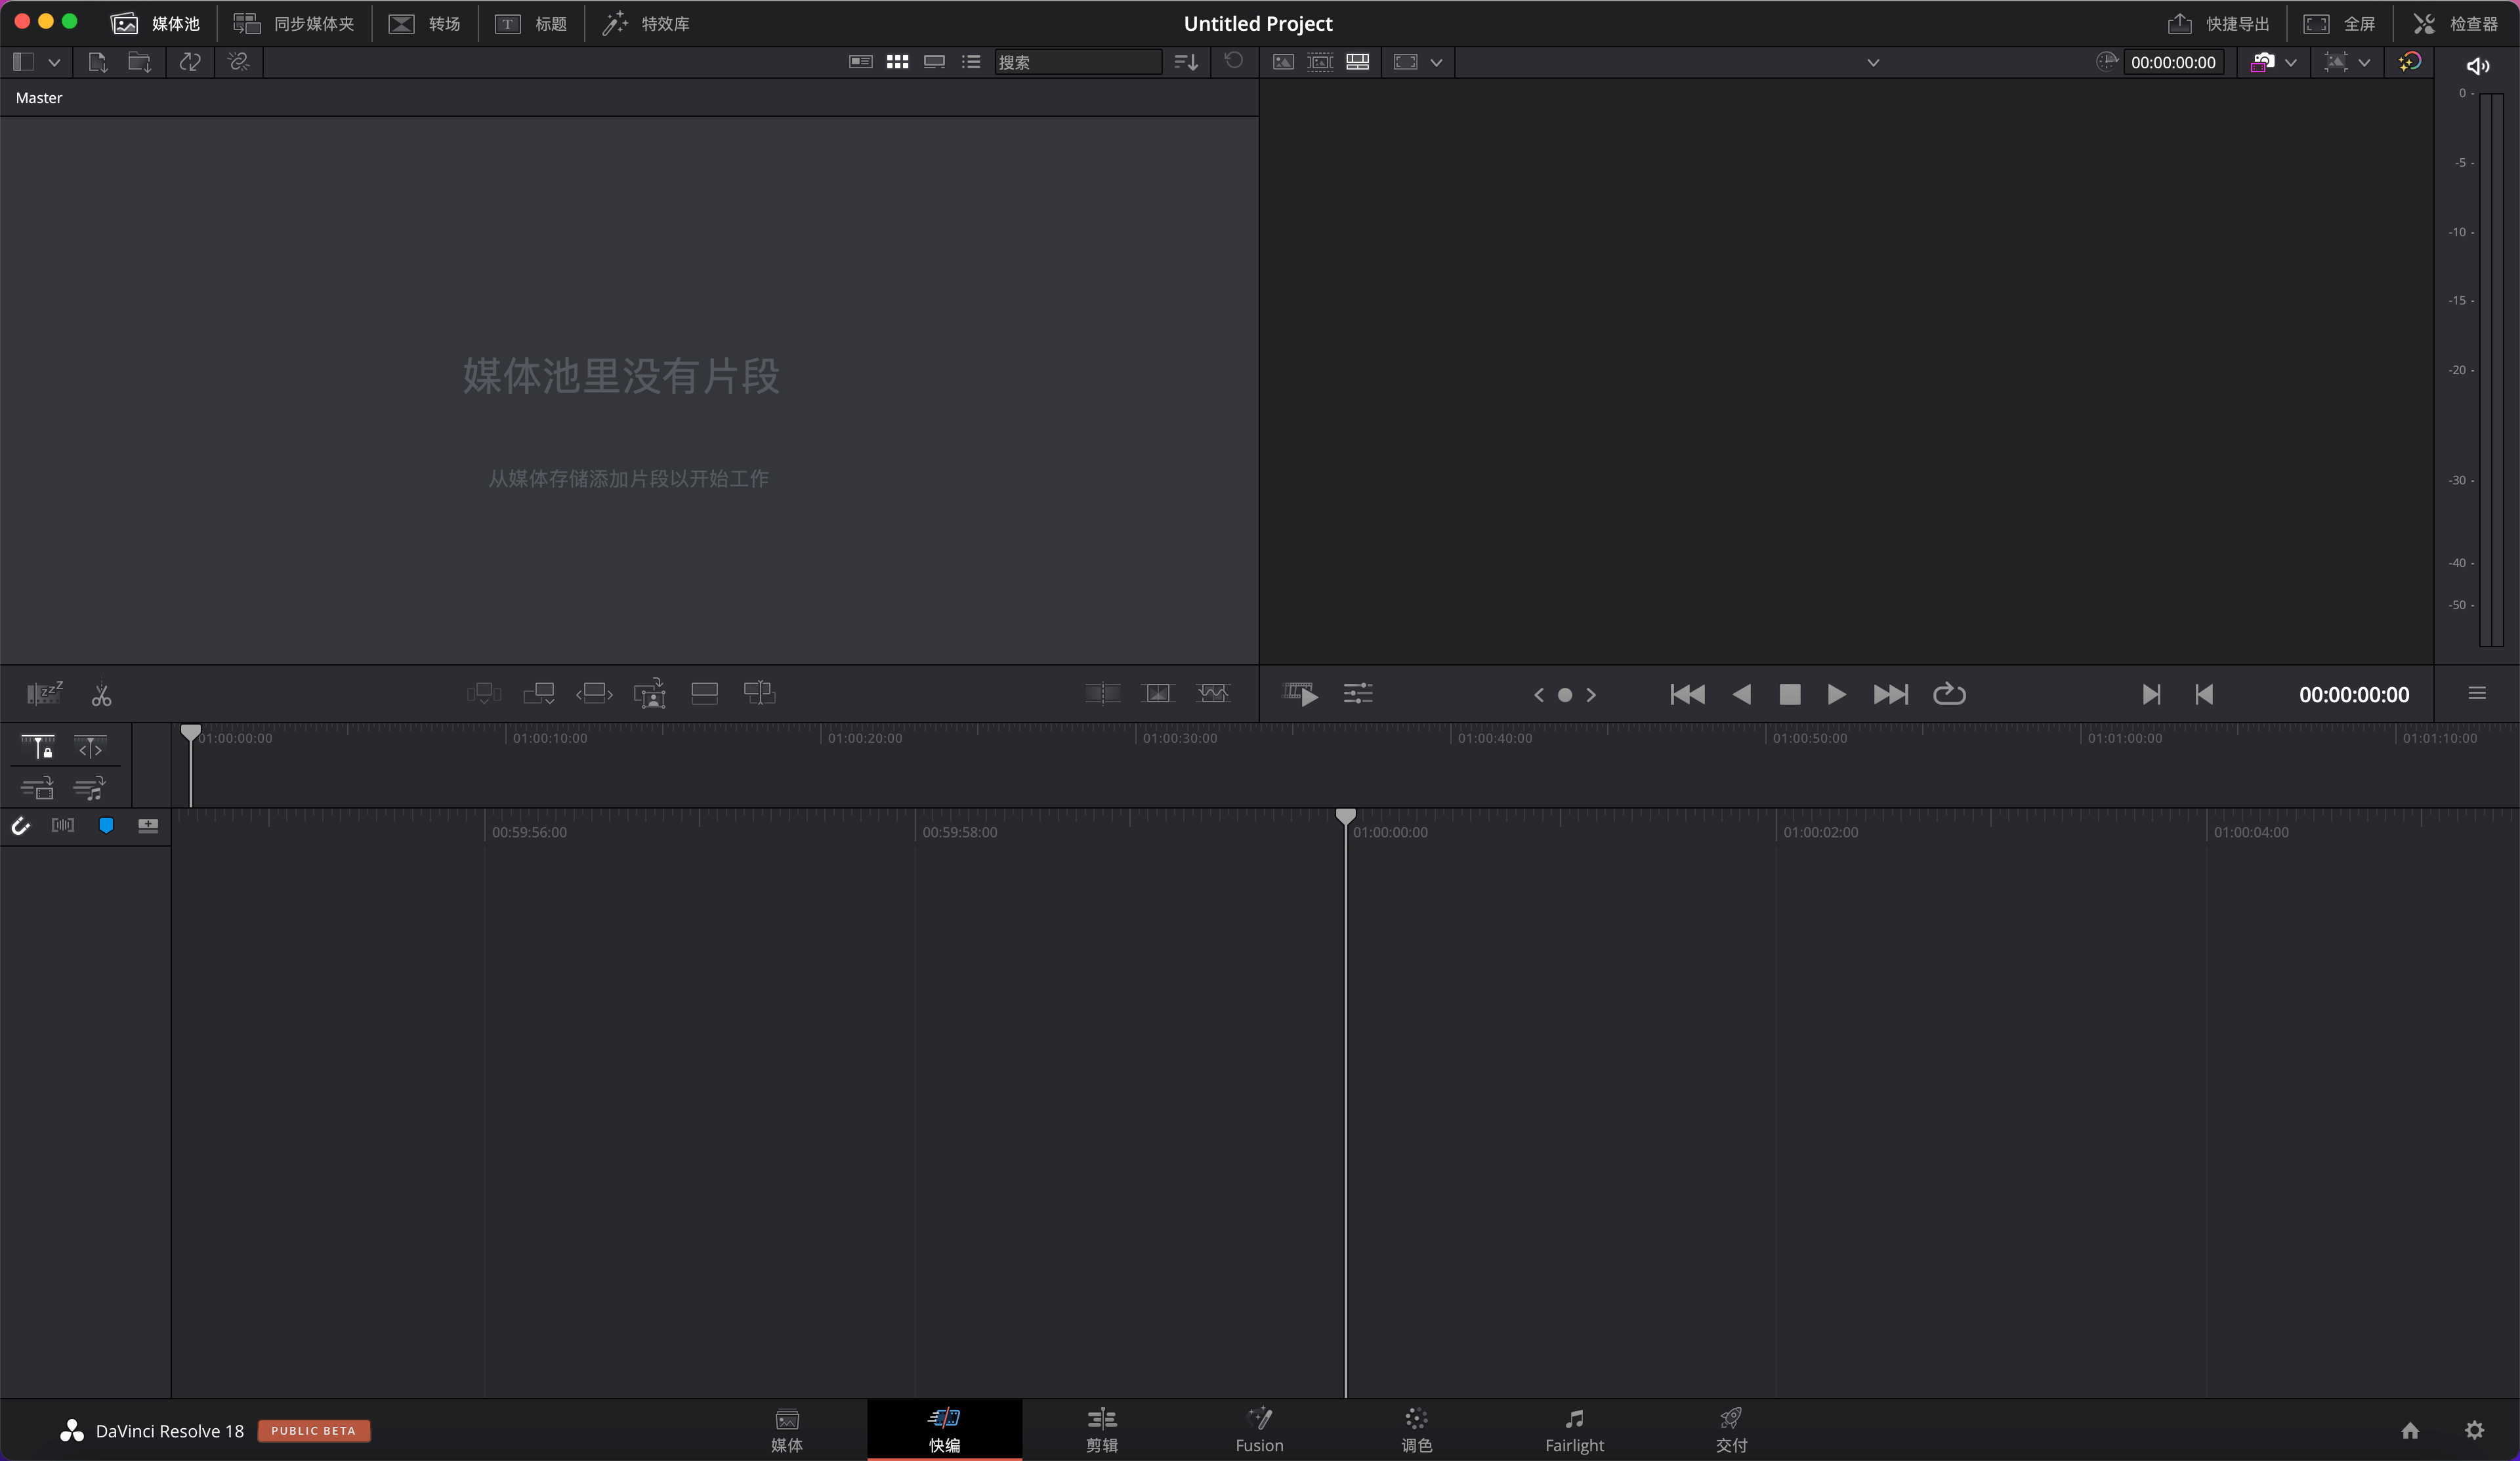 媒体池
同步媒体夹
转场
标题
特效库
Untitled Project
快捷导出
全屏
检查器
搜索
00:00:00:00
Master
0
-5
-10
-15
-20
-30
-40
-50
媒体池里没有片段
从媒体存储添加片段以开始工作
zzZ
00:00:00:00
01:00:00:00
01:00:10:00
01:00:20:00
01:00:30:00
01:00:40:00
01:00:50:00
01:01:00:00
01:01:10:00
00:59:56:00
00:59:58:00
01:00:00:00
01:00:02:00
01:00:04:00
DaVinci Resolve 18
PUBLIC BETA
媒体
快编
剪辑
Fusion
调色
Fairlight
交付